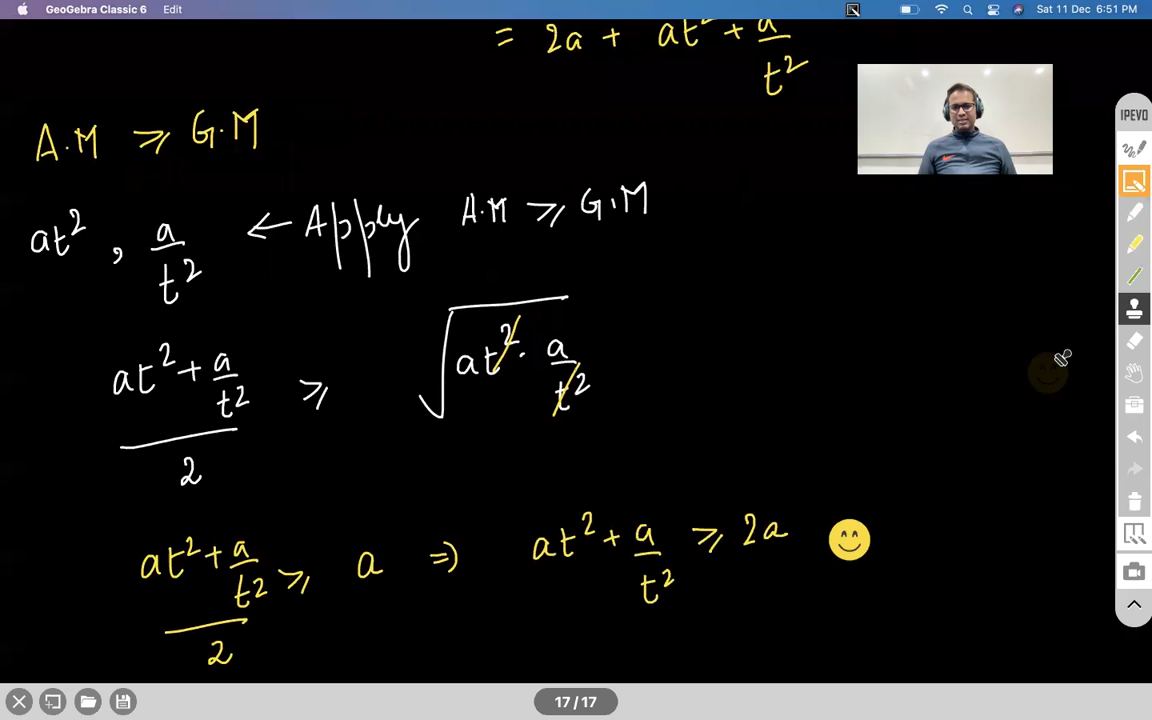 GeoGebra Classic 6 Edit Sat 11 Dec 6:51 PM
= 2a + at² + a/t²
IPEVO
A.M ⩾ G.M
at², a/t² ← Apply A.M ⩾ G.M
(at² + a/t²)/2 ⩾ √(at² · a/t²)
(at² + a/t²)/2 ⩾ a ⇒ at² + a/t² ⩾ 2a
17/17